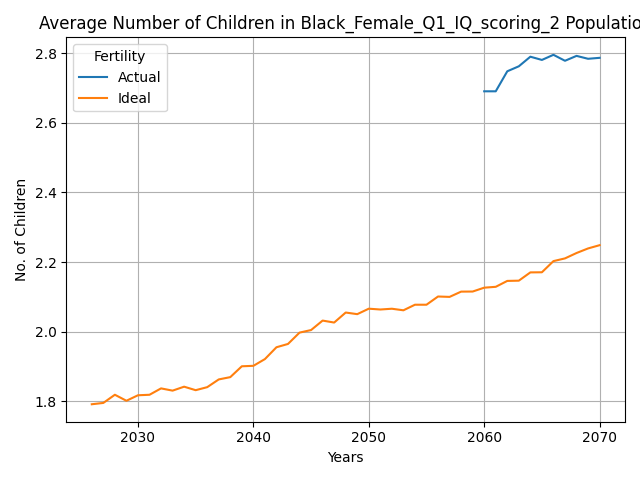 Average Number of Children in Black_Female_Q1_IQ_scoring_2 Populatio
Fertility
Actual
Ideal
No. of Children
2.8
2.6
2.4
2.2
2.0
1.8
2030 2040 2050 2060 2070
Years